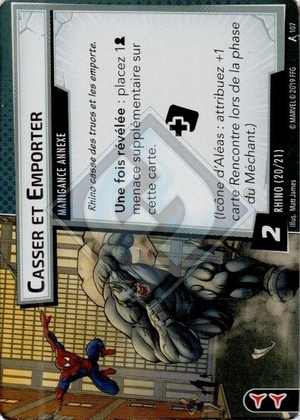 CASSER ET EMPORTER
MANIGANCE ANNEXE
Rhino casse des trucs et les emporte.
Une fois révélée : placez 1
menace supplémentaire sur
cette carte.
(Icône d'Aléas : attribuez +1
carte Rencontre lors de la phase
du Méchant.)
2
RHINO (20/21)
Illus. Matt James
© MARVEL © 2019 FFG
107